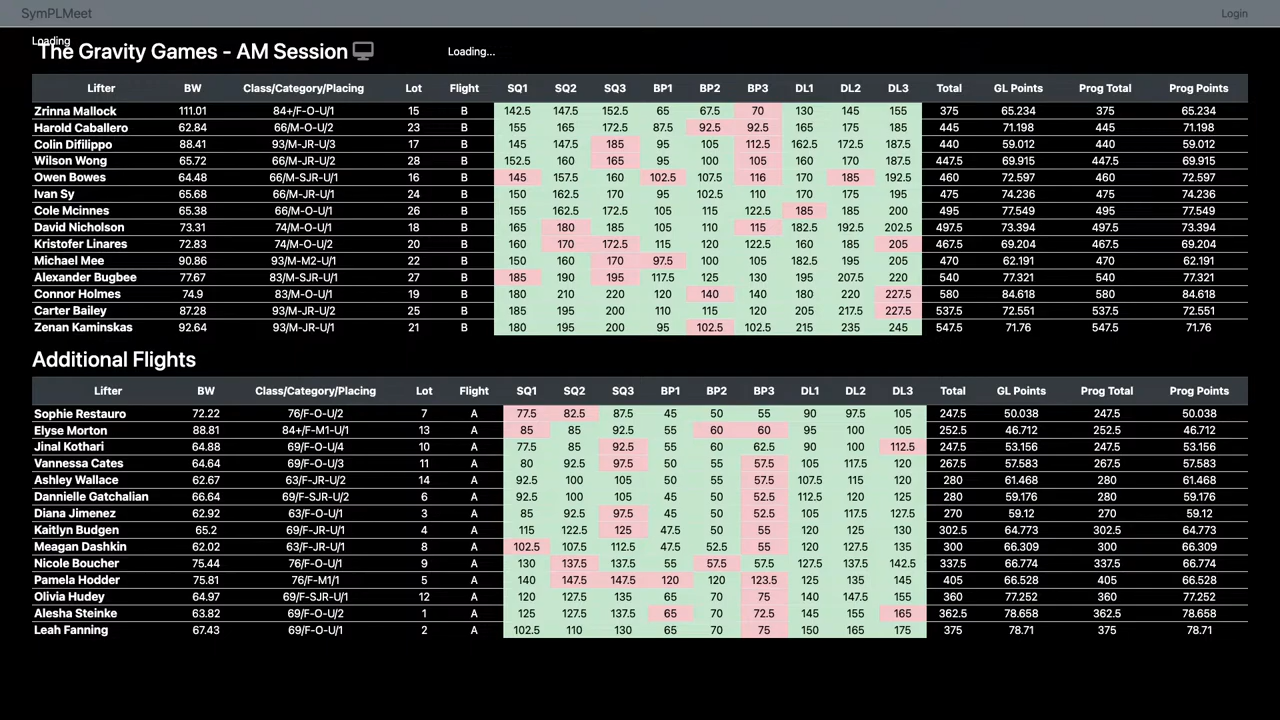 SymPLMeet Login
Loading
The Gravity Games - AM Session Loading...
Lifter BW Class/Category/Placing Lot Flight SQ1 SQ2 SQ3 BP1 BP2 BP3 DL1 DL2 DL3 Total GL Points Prog Total Prog Points
Zrinna Mallock 111.01 84+/F-O-U/1 15 B 142.5 147.5 152.5 65 67.5 70 130 145 155 375 65.234 375 65.234
Harold Caballero 62.84 66/M-O-U/2 23 B 155 165 172.5 87.5 92.5 92.5 165 175 185 445 71.198 445 71.198
Colin Difilippo 88.41 93/M-JR-U/3 17 B 145 147.5 185 95 105 112.5 162.5 172.5 187.5 440 59.012 440 59.012
Wilson Wong 65.72 66/M-JR-U/2 28 B 152.5 160 165 95 100 105 160 170 187.5 447.5 69.915 447.5 69.915
Owen Bowes 64.48 66/M-SJR-U/1 16 B 145 157.5 160 102.5 107.5 116 170 185 192.5 460 72.597 460 72.597
Ivan Sy 65.68 66/M-JR-U/1 24 B 150 162.5 170 95 102.5 110 170 175 195 475 74.236 475 74.236
Cole Mcinnes 65.38 66/M-O-U/1 26 B 155 162.5 172.5 105 115 122.5 185 185 200 495 77.549 495 77.549
David Nicholson 73.31 74/M-O-U/1 18 B 165 180 185 105 110 115 182.5 192.5 202.5 497.5 73.394 497.5 73.394
Kristofer Linares 72.83 74/M-O-U/2 20 B 160 170 172.5 115 120 122.5 160 185 205 467.5 69.204 467.5 69.204
Michael Mee 90.86 93/M-M2-U/1 22 B 150 160 170 97.5 100 105 182.5 195 205 470 62.191 470 62.191
Alexander Bugbee 77.67 83/M-SJR-U/1 27 B 185 190 195 117.5 125 130 195 207.5 220 540 77.321 540 77.321
Connor Holmes 74.9 83/M-O-U/1 19 B 180 210 220 120 140 140 180 220 227.5 580 84.618 580 84.618
Carter Bailey 87.28 93/M-JR-U/2 25 B 185 195 200 110 115 120 205 217.5 227.5 537.5 72.551 537.5 72.551
Zenan Kaminskas 92.64 93/M-JR-U/1 21 B 180 195 200 95 102.5 102.5 215 235 245 547.5 71.76 547.5 71.76
Additional Flights
Lifter BW Class/Category/Placing Lot Flight SQ1 SQ2 SQ3 BP1 BP2 BP3 DL1 DL2 DL3 Total GL Points Prog Total Prog Points
Sophie Restauro 72.22 76/F-O-U/2 7 A 77.5 82.5 87.5 45 50 55 90 97.5 105 247.5 50.038 247.5 50.038
Elyse Morton 88.81 84+/F-M1-U/1 13 A 85 85 92.5 55 60 60 95 100 105 252.5 46.712 252.5 46.712
Jinal Kothari 64.88 69/F-O-U/4 10 A 77.5 85 92.5 55 60 62.5 90 100 112.5 247.5 53.156 247.5 53.156
Vannessa Cates 64.64 69/F-O-U/3 11 A 80 92.5 97.5 50 55 57.5 105 117.5 120 267.5 57.583 267.5 57.583
Ashley Wallace 62.67 63/F-JR-U/2 14 A 92.5 100 105 50 55 57.5 107.5 115 120 280 61.468 280 61.468
Dannielle Gatchalian 66.64 69/F-SJR-U/2 6 A 92.5 100 105 45 50 52.5 112.5 120 125 280 59.176 280 59.176
Diana Jimenez 62.92 63/F-O-U/1 3 A 85 92.5 97.5 45 50 52.5 105 117.5 127.5 270 59.12 270 59.12
Kaitlyn Budgen 65.2 69/F-JR-U/1 4 A 115 122.5 125 47.5 50 55 120 125 130 302.5 64.773 302.5 64.773
Meagan Dashkin 62.02 63/F-JR-U/1 8 A 102.5 107.5 112.5 47.5 52.5 55 120 127.5 135 300 66.309 300 66.309
Nicole Boucher 75.44 76/F-O-U/1 9 A 130 137.5 137.5 55 57.5 57.5 127.5 137.5 142.5 337.5 66.774 337.5 66.774
Pamela Hodder 75.81 76/F-M1/1 5 A 140 147.5 147.5 120 120 123.5 125 135 145 405 66.528 405 66.528
Olivia Hudey 64.97 69/F-SJR-U/1 12 A 120 127.5 135 65 70 75 140 147.5 155 360 77.252 360 77.252
Alesha Steinke 63.82 69/F-O-U/2 1 A 125 127.5 137.5 65 70 72.5 145 155 165 362.5 78.658 362.5 78.658
Leah Fanning 67.43 69/F-O-U/1 2 A 102.5 110 130 65 70 75 150 165 175 375 78.71 375 78.71